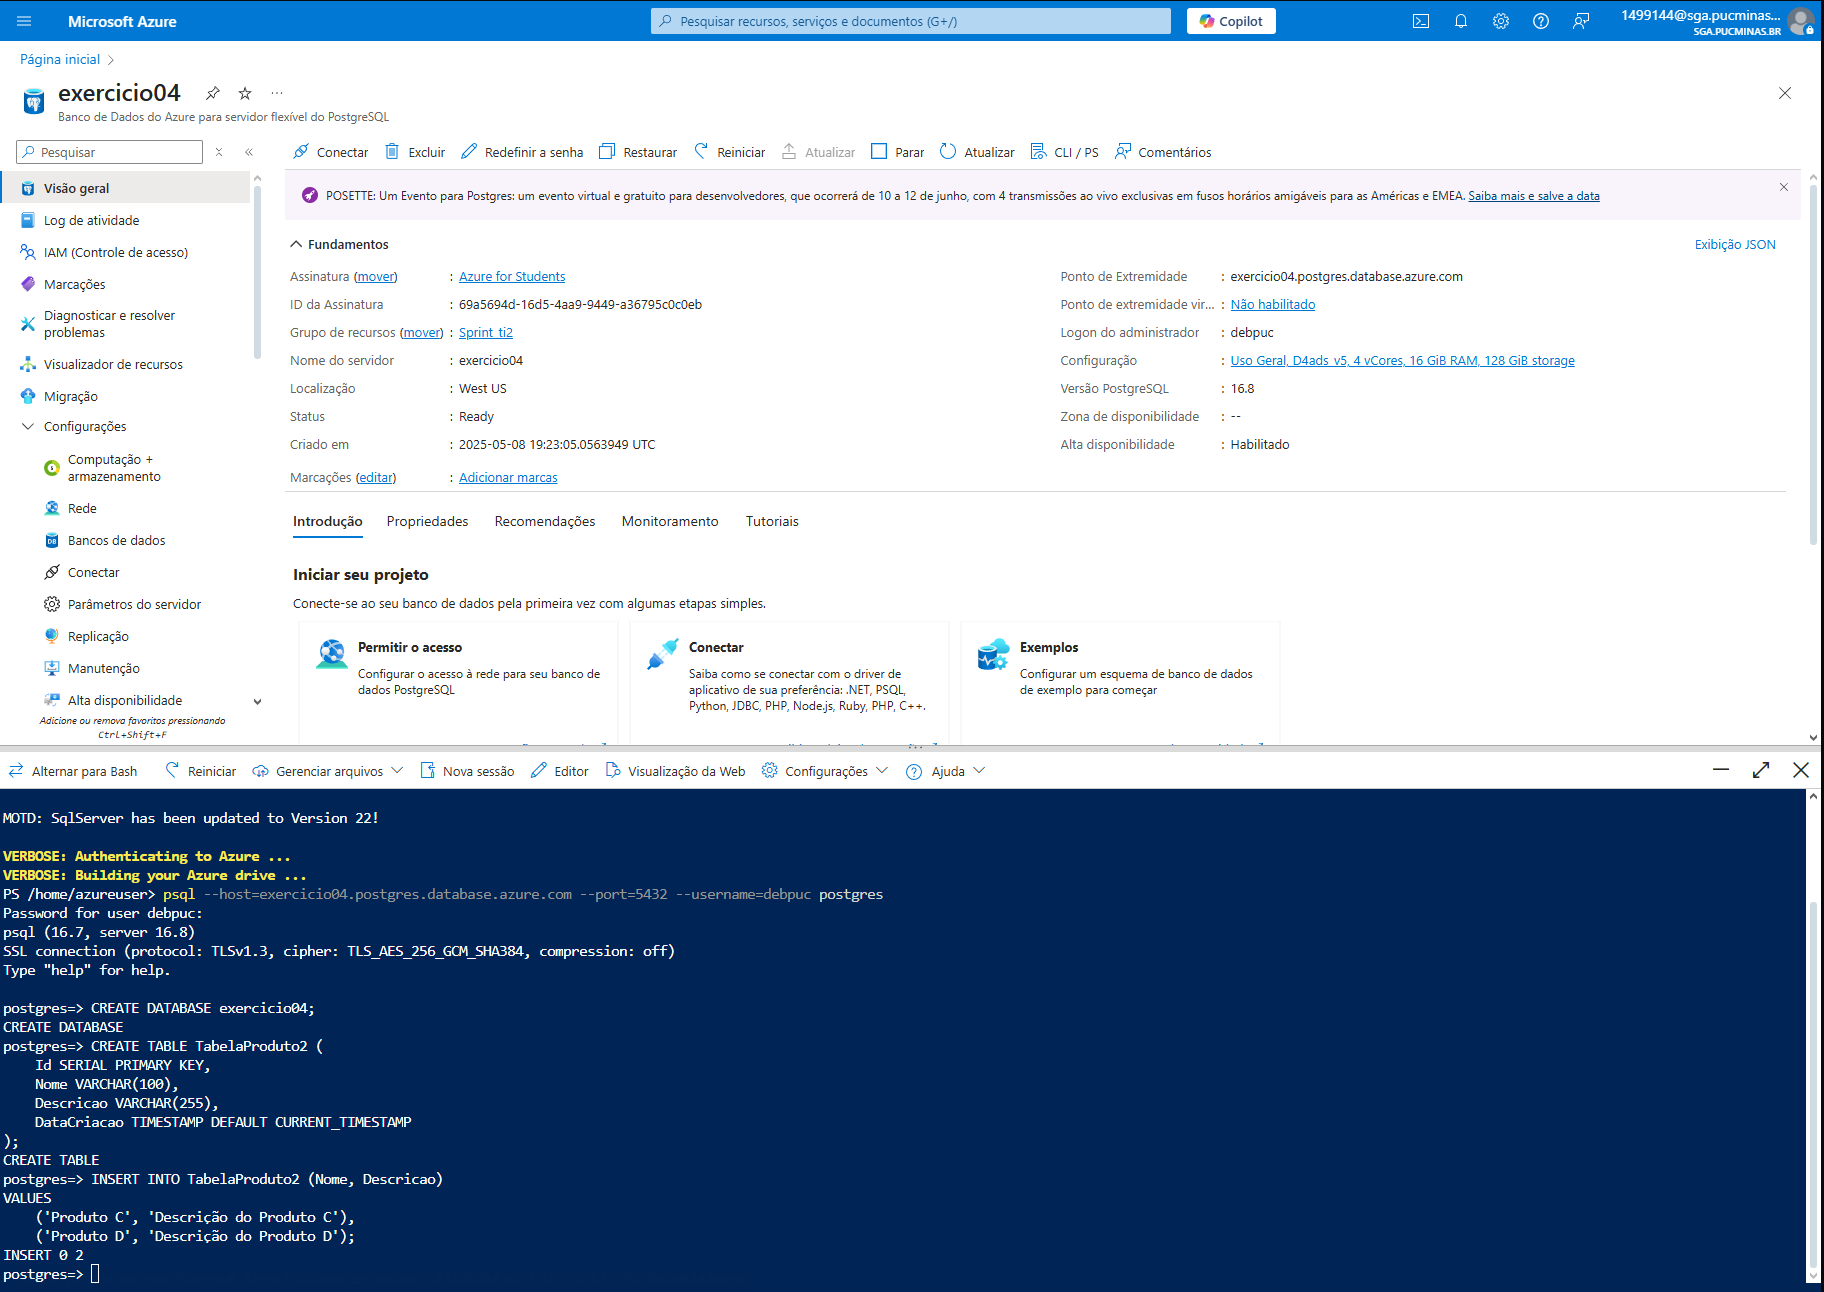 Microsoft Azure
Pesquisar recursos, serviços e documentos (G+/)
Copilot
1499144@sga.pucminas...
SGA.PUCMINAS.BR
Página inicial
exercicio04
Banco de Dados do Azure para servidor flexível do PostgreSQL
Pesquisar
Conectar
Excluir
Redefinir a senha
Restaurar
Reiniciar
Atualizar
Parar
Atualizar
CLI / PS
Comentários
Visão geral
Log de atividade
IAM (Controle de acesso)
Marcações
Diagnosticar e resolver
problemas
Visualizador de recursos
Migração
Configurações
Computação +
armazenamento
Rede
Bancos de dados
Conectar
Parâmetros do servidor
Replicação
Manutenção
Alta disponibilidade
Adicione ou remova favoritos pressionando
Ctrl+Shift+F
POSETTE: Um Evento para Postgres: um evento virtual e gratuito para desenvolvedores, que ocorrerá de 10 a 12 de junho, com 4 transmissões ao vivo exclusivas em fusos horários amigáveis para as Américas e EMEA. Saiba mais e salve a data
Fundamentos
Exibição JSON
Assinatura (mover) : Azure for Students
ID da Assinatura : 69a5694d-16d5-4aa9-9449-a36795c0c0eb
Grupo de recursos (mover) : Sprint_ti2
Nome do servidor : exercicio04
Localização : West US
Status : Ready
Criado em : 2025-05-08 19:23:05.0563949 UTC
Marcações (editar) : Adicionar marcas
Ponto de Extremidade : exercicio04.postgres.database.azure.com
Ponto de extremidade vir... : Não habilitado
Logon do administrador : debpuc
Configuração : Uso Geral, D4ads_v5, 4 vCores, 16 GiB RAM, 128 GiB storage
Versão PostgreSQL : 16.8
Zona de disponibilidade : --
Alta disponibilidade : Habilitado
Introdução
Propriedades
Recomendações
Monitoramento
Tutoriais
Iniciar seu projeto
Conecte-se ao seu banco de dados pela primeira vez com algumas etapas simples.
Permitir o acesso
Configurar o acesso à rede para seu banco de
dados PostgreSQL
Conectar
Saiba como se conectar com o driver de
aplicativo de sua preferência: .NET, PSQL,
Python, JDBC, PHP, Node.js, Ruby, PHP, C++.
Exemplos
Configurar um esquema de banco de dados
de exemplo para começar
Alternar para Bash
Reiniciar
Gerenciar arquivos
Nova sessão
Editor
Visualização da Web
Configurações
Ajuda
MOTD: SqlServer has been updated to Version 22!
VERBOSE: Authenticating to Azure ...
VERBOSE: Building your Azure drive ...
PS /home/azureuser> psql --host=exercicio04.postgres.database.azure.com --port=5432 --username=debpuc postgres
Password for user debpuc:
psql (16.7, server 16.8)
SSL connection (protocol: TLSv1.3, cipher: TLS_AES_256_GCM_SHA384, compression: off)
Type "help" for help.
postgres=> CREATE DATABASE exercicio04;
CREATE DATABASE
postgres=> CREATE TABLE TabelaProduto2 (
    Id SERIAL PRIMARY KEY,
    Nome VARCHAR(100),
    Descricao VARCHAR(255),
    DataCriacao TIMESTAMP DEFAULT CURRENT_TIMESTAMP
);
CREATE TABLE
postgres=> INSERT INTO TabelaProduto2 (Nome, Descricao)
VALUES
    ('Produto C', 'Descrição do Produto C'),
    ('Produto D', 'Descrição do Produto D');
INSERT 0 2
postgres=>